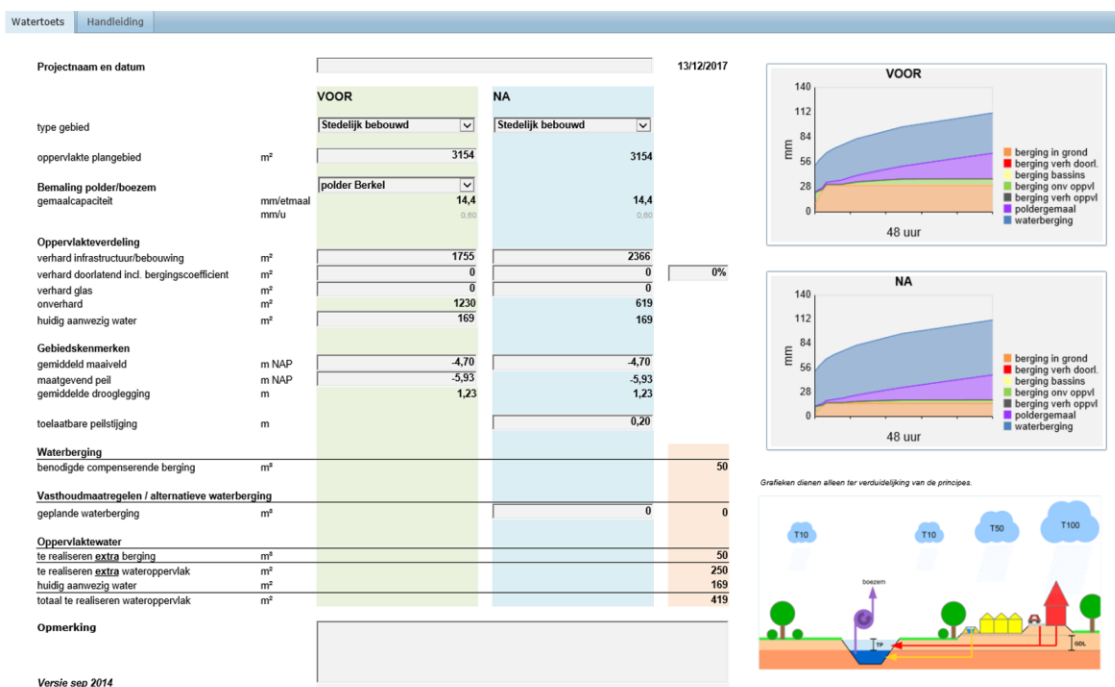 Watertoets Handleiding
Projectnaam en datum 13/12/2017
VOOR NA
type gebied Stedelijk bebouwd Stedelijk bebouwd
oppervlakte plangebied m² 3154 3154
Bemaling polder/boezem polder Berkel
gemaalcapaciteit mm/etmaal 14,4 14,4
mm/u 0,60 0,60
Oppervlakteverdeling
verhard infrastructuur/bebouwing m² 1755 2366
verhard doorlatend incl. bergingscoefficient m² 0 0 0%
verhard glas m² 0 0
onverhard m² 1230 619
huidig aanwezig water m² 169 169
Gebiedskenmerken
gemiddeld maaiveld m NAP -4,70 -4,70
maatgevend peil m NAP -5,93 -5,93
gemiddelde drooglegging m 1,23 1,23
toelaatbare peilstijging m 0,20
Waterberging
benodigde compenserende berging m³ 50
Vasthoudmaatregelen / alternatieve waterberging
geplande waterberging m³ 0 0
Oppervlaktewater
te realiseren extra berging m³ 50
te realiseren extra wateroppervlak m² 250
huidig aanwezig water m² 169
totaal te realiseren wateroppervlak m² 419
Opmerking
Versie sep 2014
VOOR
140
112
84
56
28
0
mm
48 uur
berging in grond
berging verh doorl.
berging bassins
berging onv oppvl
berging verh oppvl
poldergemaal
waterberging
NA
140
112
84
56
28
0
mm
48 uur
berging in grond
berging verh doorl.
berging bassins
berging onv oppvl
berging verh oppvl
poldergemaal
waterberging
Grafieken dienen alleen ter verduidelijking van de principes.
T10 T10 T50 T100
boezem
TP
GDL